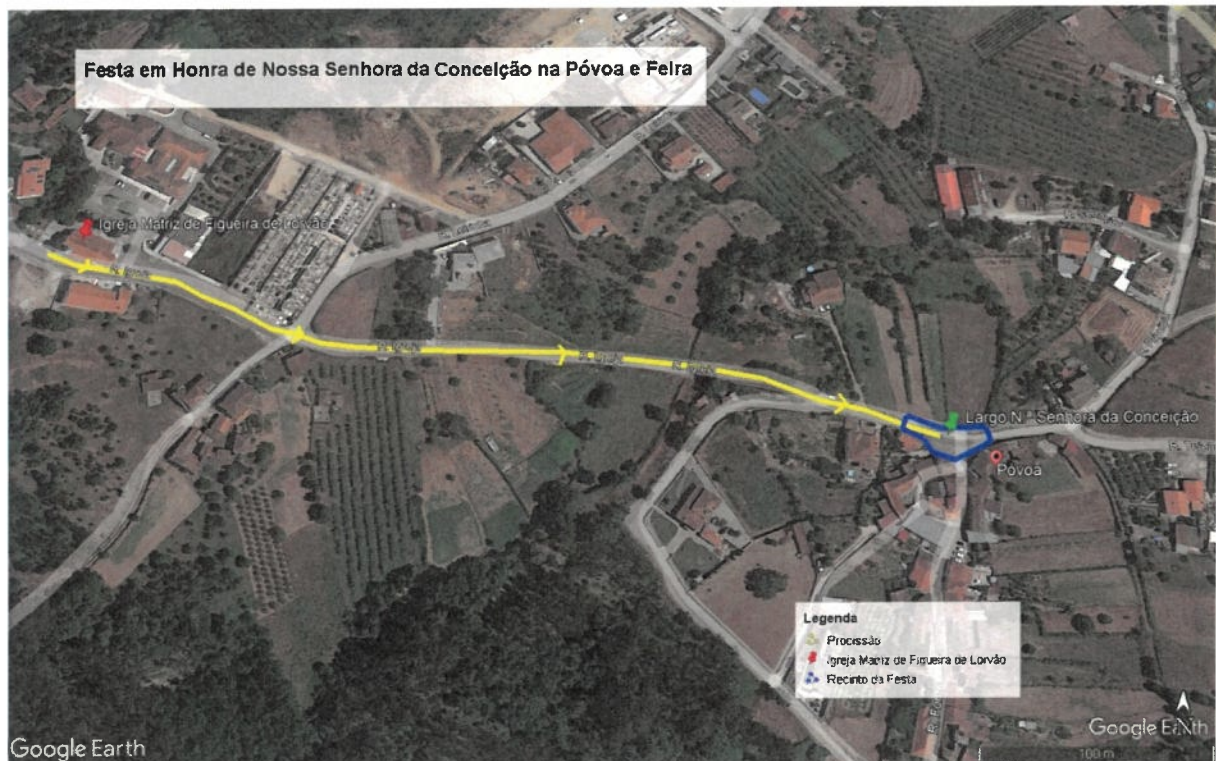 Festa em Honra de Nossa Senhora da Conceição na Póvoa e Feira
Igreja Matriz de Figueira de Lorvão
Largo Nª Senhora da Conceição
Póvoa
Legenda
Procissão
Igreja Matriz de Figueira de Lorvão
Recinto da Festa
Google Earth
Google Earth
N
100 m